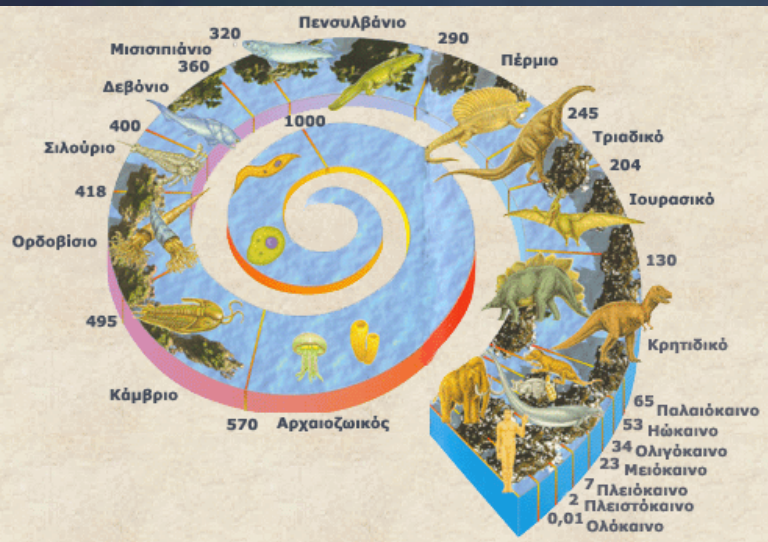 1000
Αρχαιοζωικός
570
Κάμβριο
495
Ορδοβίσιο
418
Σιλούριο
400
Δεβόνιο
360
Μισισιπιάνιο
320
Πενσυλβάνιο
290
Πέρμιο
245
Τριαδικό
204
Ιουρασικό
130
Κρητιδικό
65 Παλαιόκαινο
53 Ηώκαινο
34 Ολιγόκαινο
23 Μειόκαινο
7 Πλειόκαινο
2 Πλειστόκαινο
0,01 Ολόκαινο